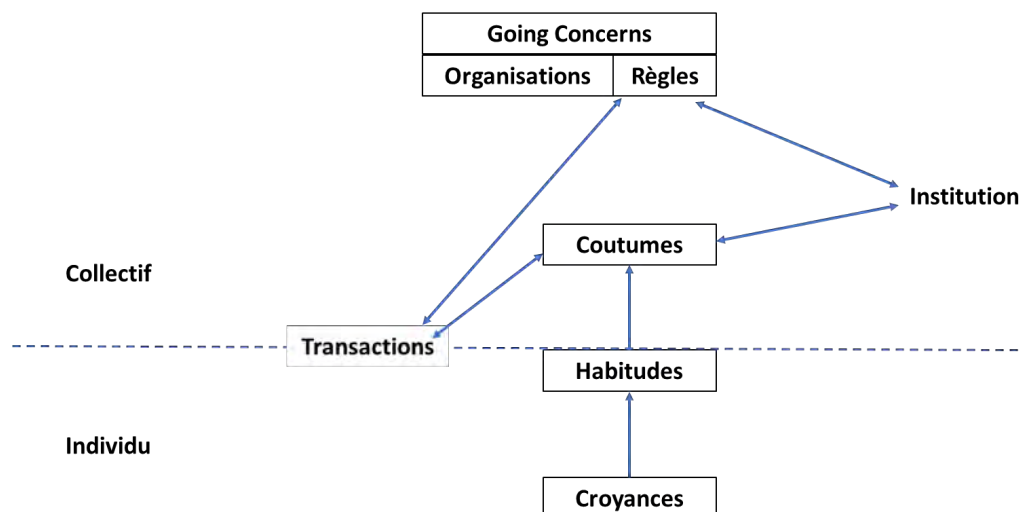 Going Concerns
Organisations
Règles
Institution
Coutumes
Collectif
Transactions
Habitudes
Individu
Croyances